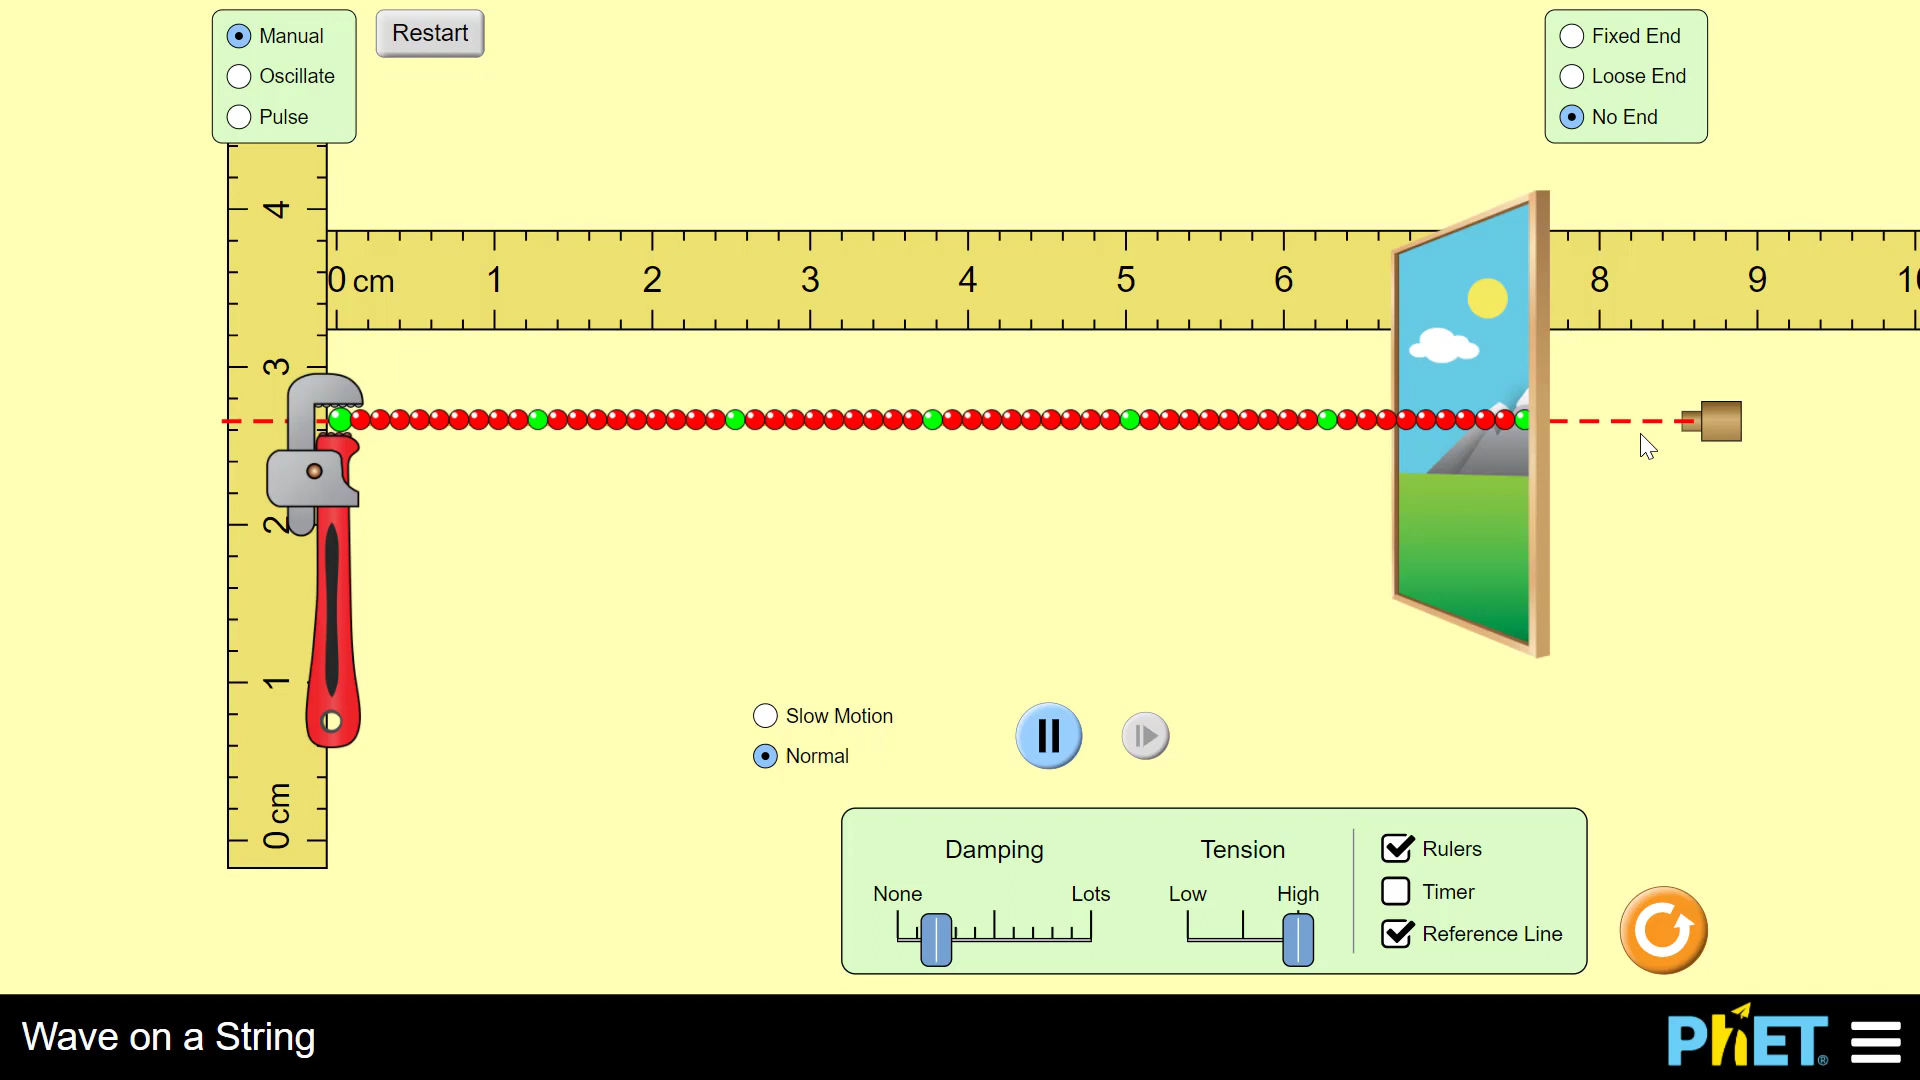 Manual
Oscillate
Pulse
Restart
Fixed End
Loose End
No End
4
3
2
1
0 cm
0 cm 1 2 3 4 5 6 8 9 10
Slow Motion
Normal
Damping
None Lots
Tension
Low High
Rulers
Timer
Reference Line
Wave on a String
PhET®